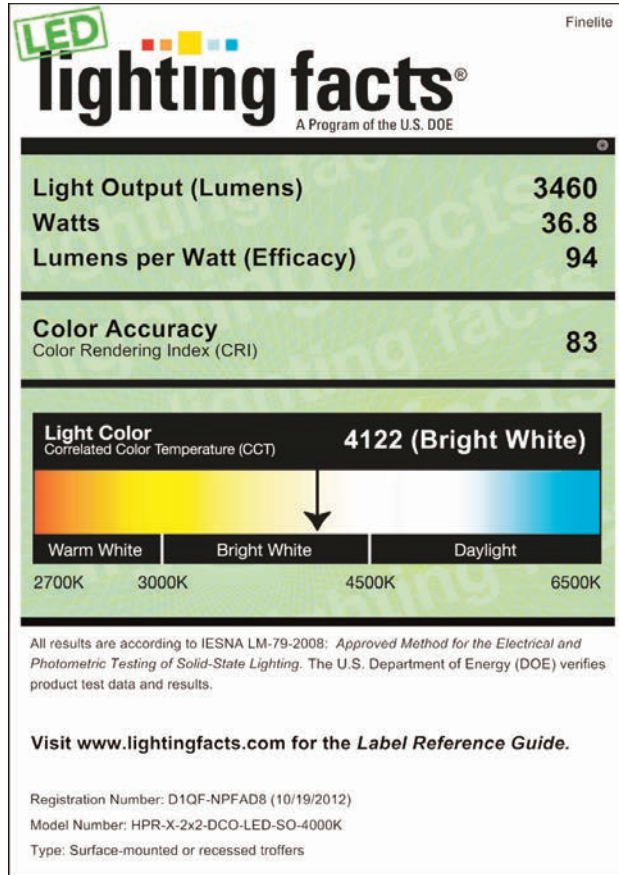 Finelite
LED
lighting facts®
A Program of the U.S. DOE
Light Output (Lumens) 3460
Watts 36.8
Lumens per Watt (Efficacy) 94
Color Accuracy
Color Rendering Index (CRI) 83
Light Color
Correlated Color Temperature (CCT) 4122 (Bright White)
Warm White Bright White Daylight
2700K 3000K 4500K 6500K
All results are according to IESNA LM-79-2008: Approved Method for the Electrical and
Photometric Testing of Solid-State Lighting. The U.S. Department of Energy (DOE) verifies
product test data and results.
Visit www.lightingfacts.com for the Label Reference Guide.
Registration Number: D1QF-NPFAD8 (10/19/2012)
Model Number: HPR-X-2x2-DCO-LED-SO-4000K
Type: Surface-mounted or recessed troffers